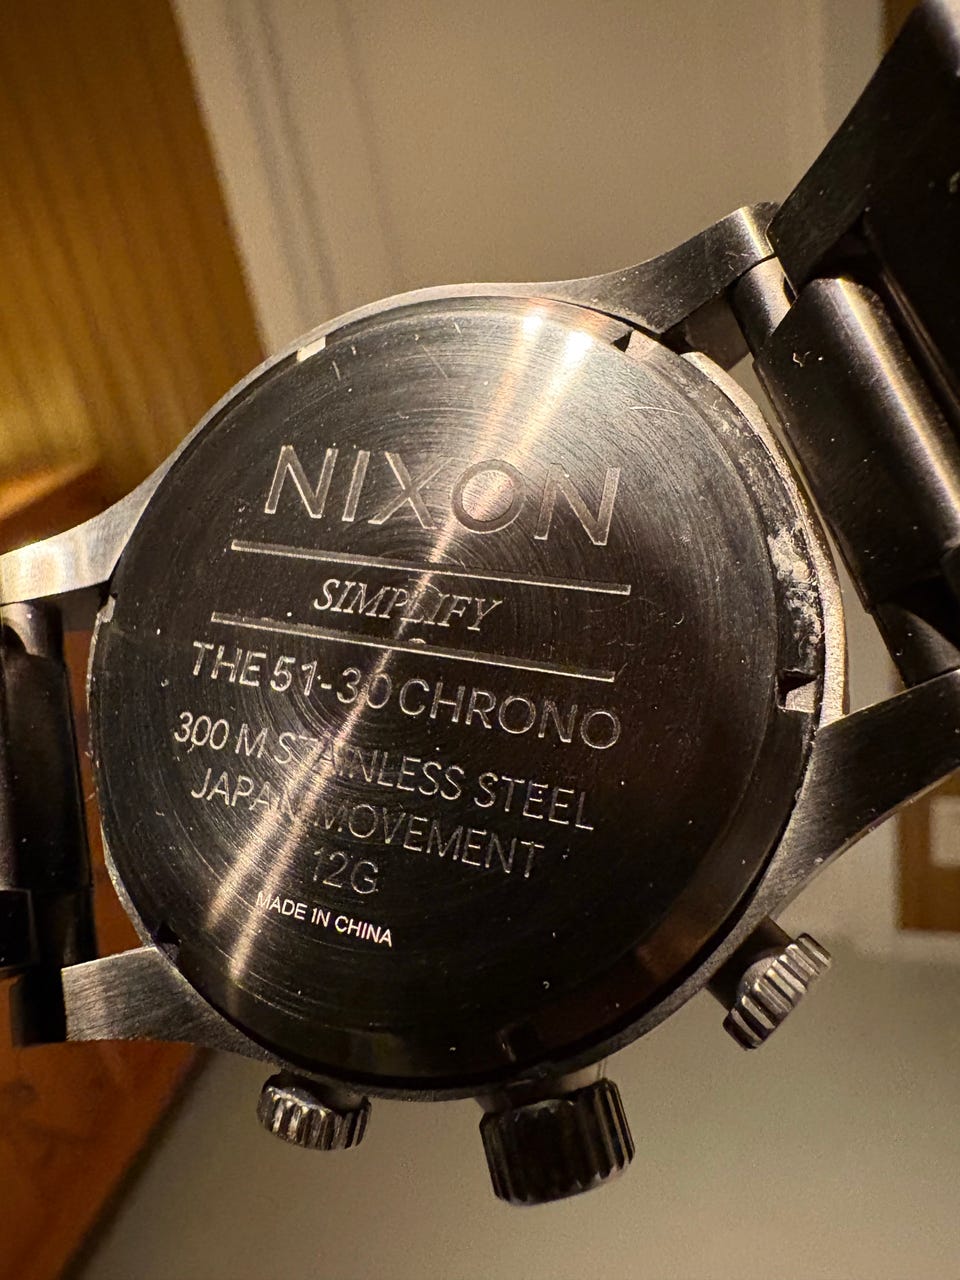 NIXON
SIMPLIFY
THE 51-30 CHRONO
300 M STAINLESS STEEL
JAPAN MOVEMENT
12G
MADE IN CHINA